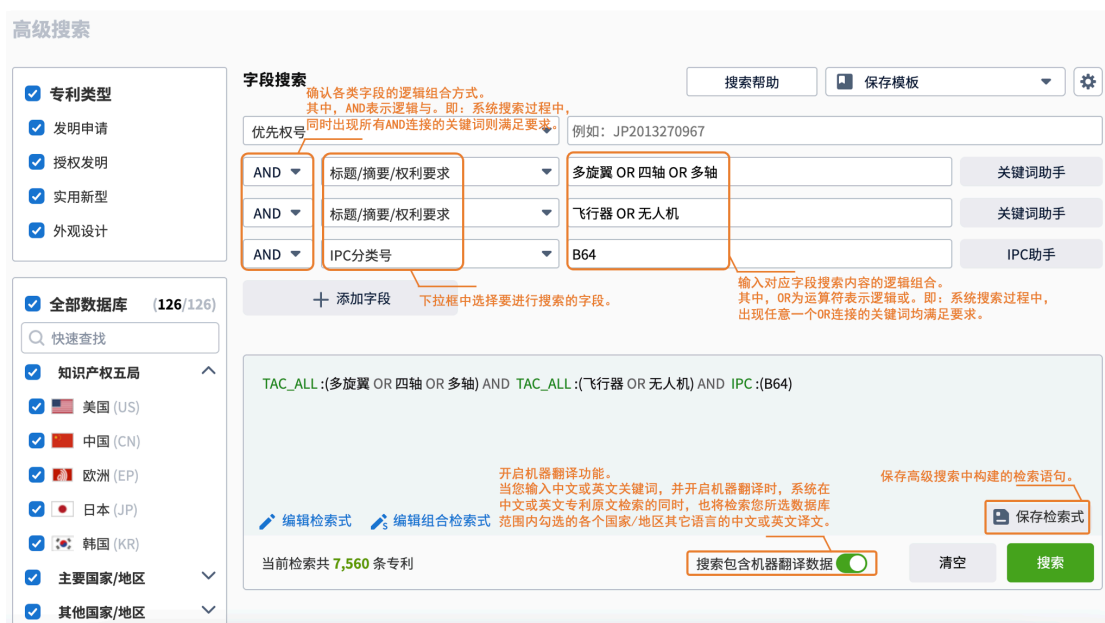 高级搜索
专利类型
发明申请
授权发明
实用新型
外观设计
全部数据库 (126/126)
快速查找
知识产权五局
美国 (US)
中国 (CN)
欧洲 (EP)
日本 (JP)
韩国 (KR)
主要国家/地区
其他国家/地区
字段搜索
搜索帮助
保存模板
确认各类字段的逻辑组合方式。
其中，AND表示逻辑与。即：系统搜索过程中，
同时出现所有AND连接的关键词则满足要求。
优先权号
例如：JP2013270967
AND 标题/摘要/权利要求 多旋翼 OR 四轴 OR 多轴 关键词助手
AND 标题/摘要/权利要求 飞行器 OR 无人机 关键词助手
AND IPC分类号 B64 IPC助手
添加字段
下拉框中选择要进行搜索的字段。
输入对应字段搜索内容的逻辑组合。
其中，OR为运算符表示逻辑或。即：系统搜索过程中，
出现任意一个OR连接的关键词均满足要求。
TAC_ALL :(多旋翼 OR 四轴 OR 多轴) AND TAC_ALL :(飞行器 OR 无人机) AND IPC :(B64)
开启机器翻译功能。
当您输入中文或英文关键词，并开启机器翻译时，系统在
中文或英文专利原文检索的同时，也将检索您所选数据库
范围内勾选的各个国家/地区其它语言的中文或英文译文。
保存高级搜索中构建的检索语句。
编辑检索式
编辑组合检索式
保存检索式
当前检索共 7,560 条专利
搜索包含机器翻译数据
清空
搜索